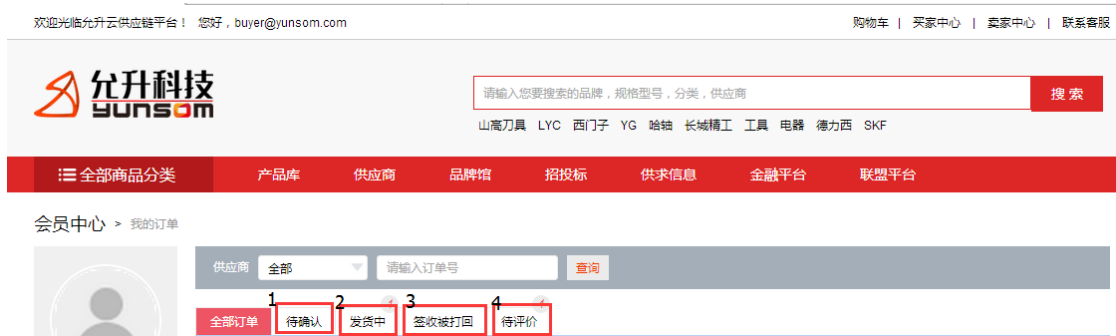 欢迎光临允升云供应链平台！ 您好，buyer@yunsom.com 购物车 | 买家中心 | 卖家中心 | 联系客服
允升科技
yunsom
请输入您要搜索的品牌，规格型号，分类，供应商 搜 索
山高刀具 LYC 西门子 YG 哈轴 长城精工 工具 电器 德力西 SKF
全部商品分类 产品库 供应商 品牌馆 招投标 供求信息 金融平台 联盟平台
会员中心 > 我的订单
供应商 全部 请输入订单号 查询
1 2 3 4
全部订单 待确认 发货中 签收被打回 待评价